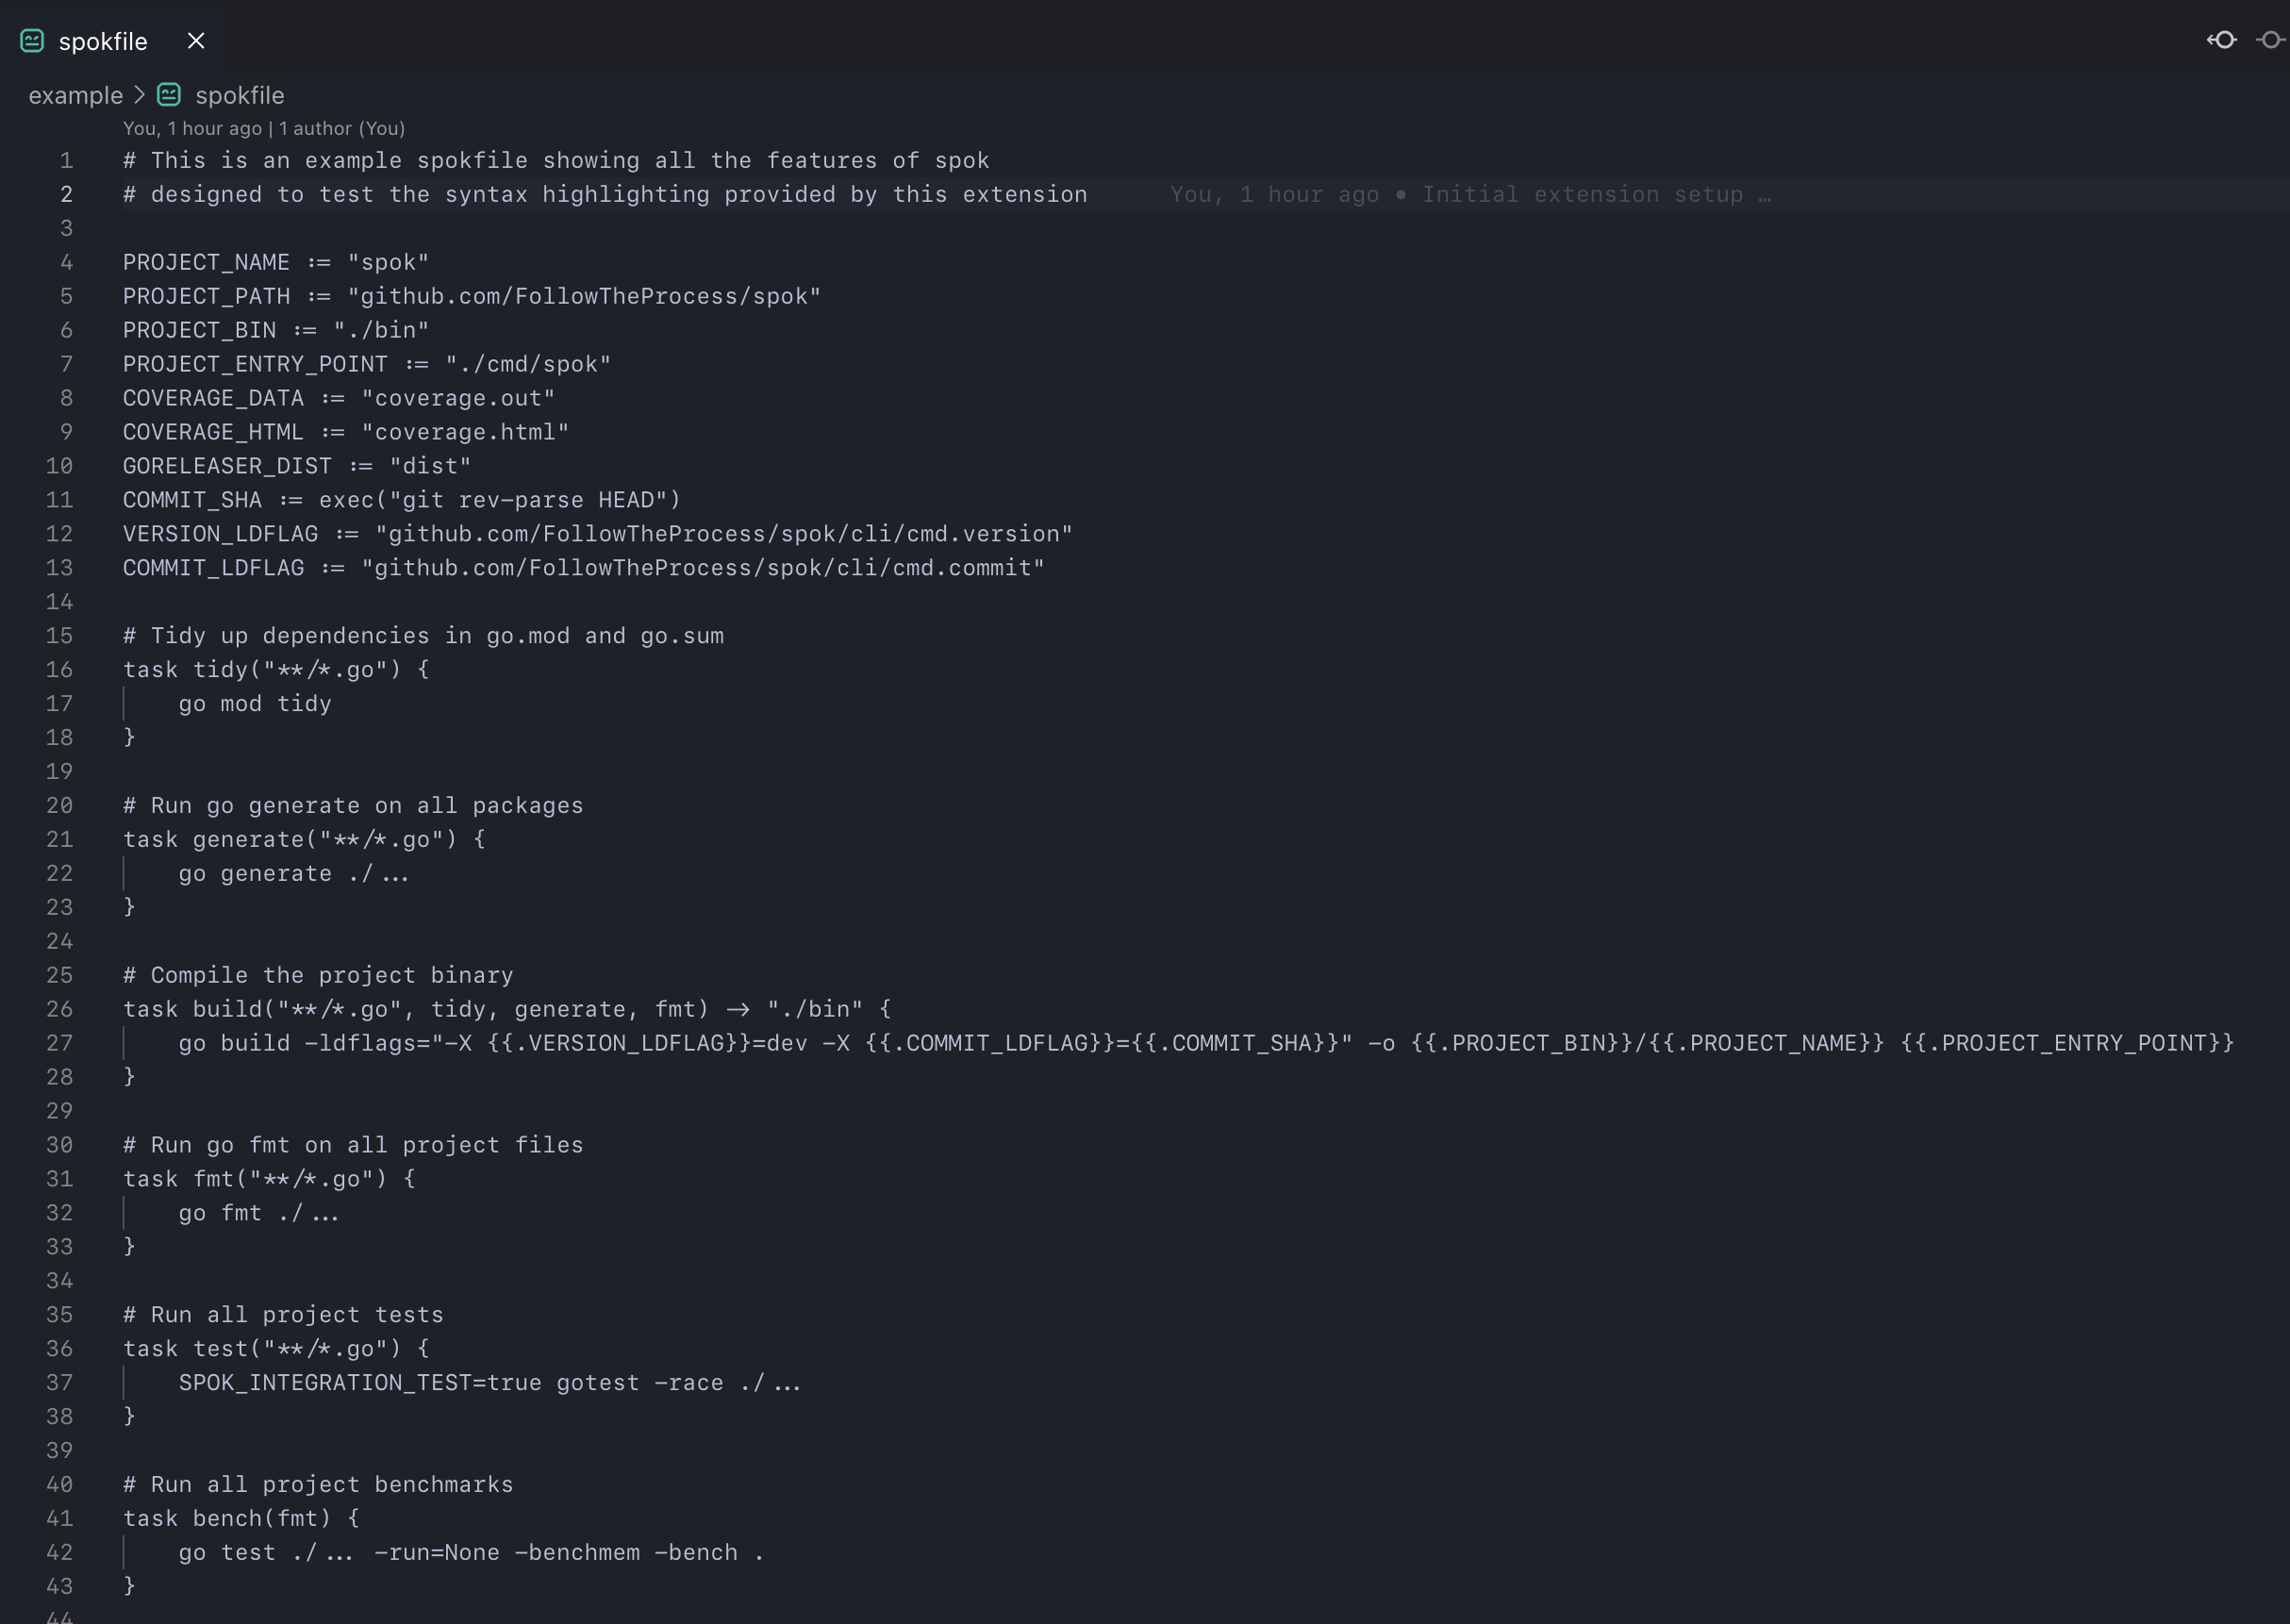 spokfile
example > spokfile
You, 1 hour ago | 1 author (You)
1 # This is an example spokfile showing all the features of spok
2 # designed to test the syntax highlighting provided by this extension You, 1 hour ago • Initial extension setup …
3
4 PROJECT_NAME := "spok"
5 PROJECT_PATH := "github.com/FollowTheProcess/spok"
6 PROJECT_BIN := "./bin"
7 PROJECT_ENTRY_POINT := "./cmd/spok"
8 COVERAGE_DATA := "coverage.out"
9 COVERAGE_HTML := "coverage.html"
10 GORELEASER_DIST := "dist"
11 COMMIT_SHA := exec("git rev-parse HEAD")
12 VERSION_LDFLAG := "github.com/FollowTheProcess/spok/cli/cmd.version"
13 COMMIT_LDFLAG := "github.com/FollowTheProcess/spok/cli/cmd.commit"
14
15 # Tidy up dependencies in go.mod and go.sum
16 task tidy("**/*.go") {
17     go mod tidy
18 }
19
20 # Run go generate on all packages
21 task generate("**/*.go") {
22     go generate ./...
23 }
24
25 # Compile the project binary
26 task build("**/*.go", tidy, generate, fmt) -> "./bin" {
27     go build -ldflags="-X {{.VERSION_LDFLAG}}=dev -X {{.COMMIT_LDFLAG}}={{.COMMIT_SHA}}" -o {{.PROJECT_BIN}}/{{.PROJECT_NAME}} {{.PROJECT_ENTRY_POINT}}
28 }
29
30 # Run go fmt on all project files
31 task fmt("**/*.go") {
32     go fmt ./...
33 }
34
35 # Run all project tests
36 task test("**/*.go") {
37     SPOK_INTEGRATION_TEST=true gotest -race ./...
38 }
39
40 # Run all project benchmarks
41 task bench(fmt) {
42     go test ./... -run=None -benchmem -bench .
43 }
44